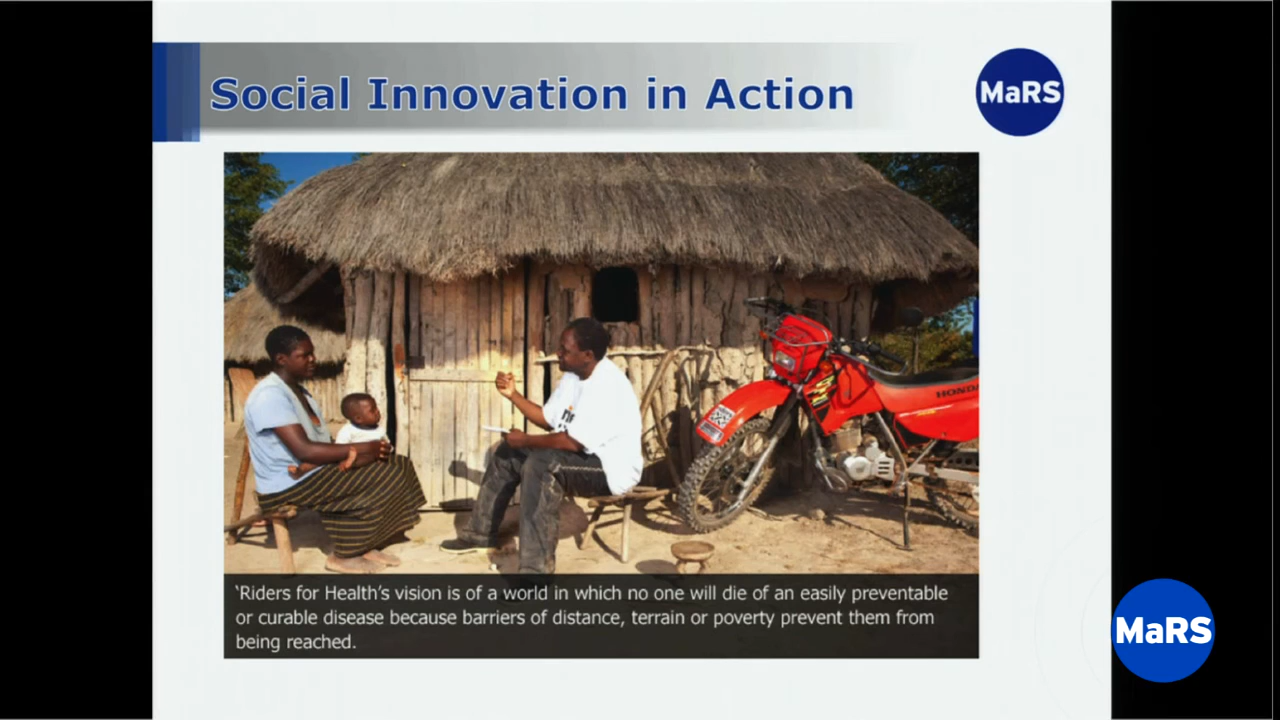 Social Innovation in Action
MaRS
HONDA
'Riders for Health's vision is of a world in which no one will die of an easily preventable
or curable disease because barriers of distance, terrain or poverty prevent them from
being reached.
MaRS